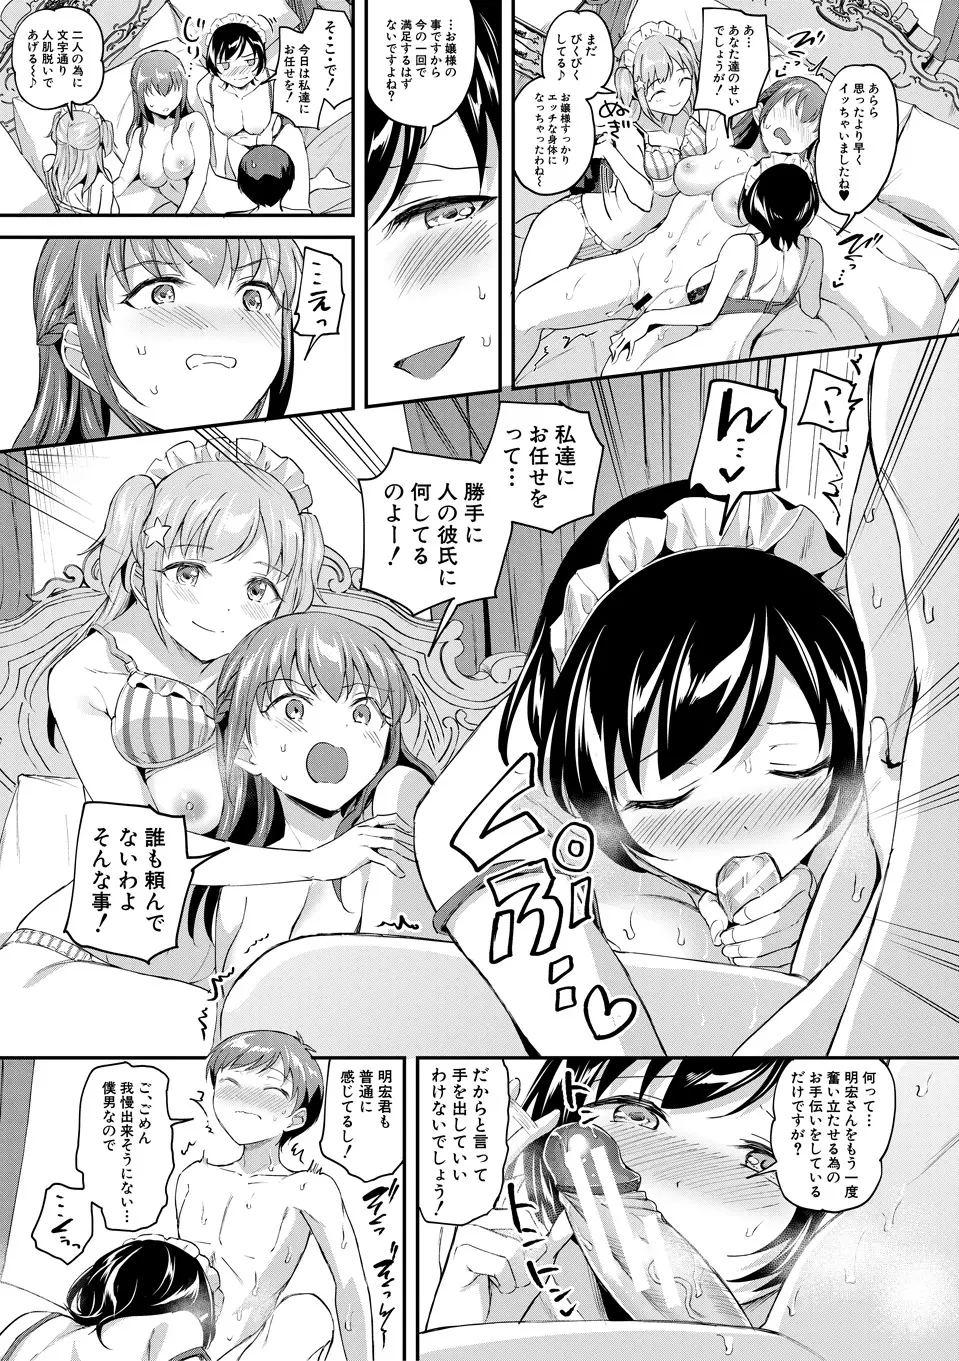 あらら
思ったより早く
イッちゃいましたね♥
あ…
あなた達のせい
でしょうが!
まだ
びくびく
してる♪
お嬢様すっかり
エッチな身体に
なっちゃったわね~
ぬぎ
…お嬢様の
事ですから
今の一回で
満足するはず
ないですよね?
そ・こ・で!
今日は私達に
お任せを!
二人の為に
文字通り
人肌脱いで
あげる~♪
……えっ
っ…!
ん…♡
私達に
お任せを
って…
勝手に
人の彼氏に
何してる
のよー!
誰も頼んで
ないわよ
そんな事!
ぢゅぷ…♡
何って…
明宏さんをもう一度
奮い立たせる為の
お手伝いをしている
だけですが?
だからと言って
手を出していい
わけないでしょう!
明宏君も
普通に
感じてるし!
ご、ごめん
我慢出来そうにない…
僕男なので